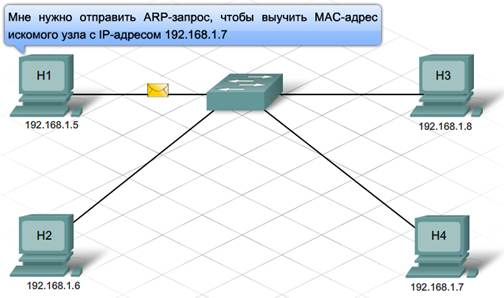 Мне нужно отправить ARP-запрос, чтобы выучить MAC-адрес
искомого узла с IP-адресом 192.168.1.7
H1
H3
192.168.1.5
192.168.1.8
H2
H4
192.168.1.6
192.168.1.7